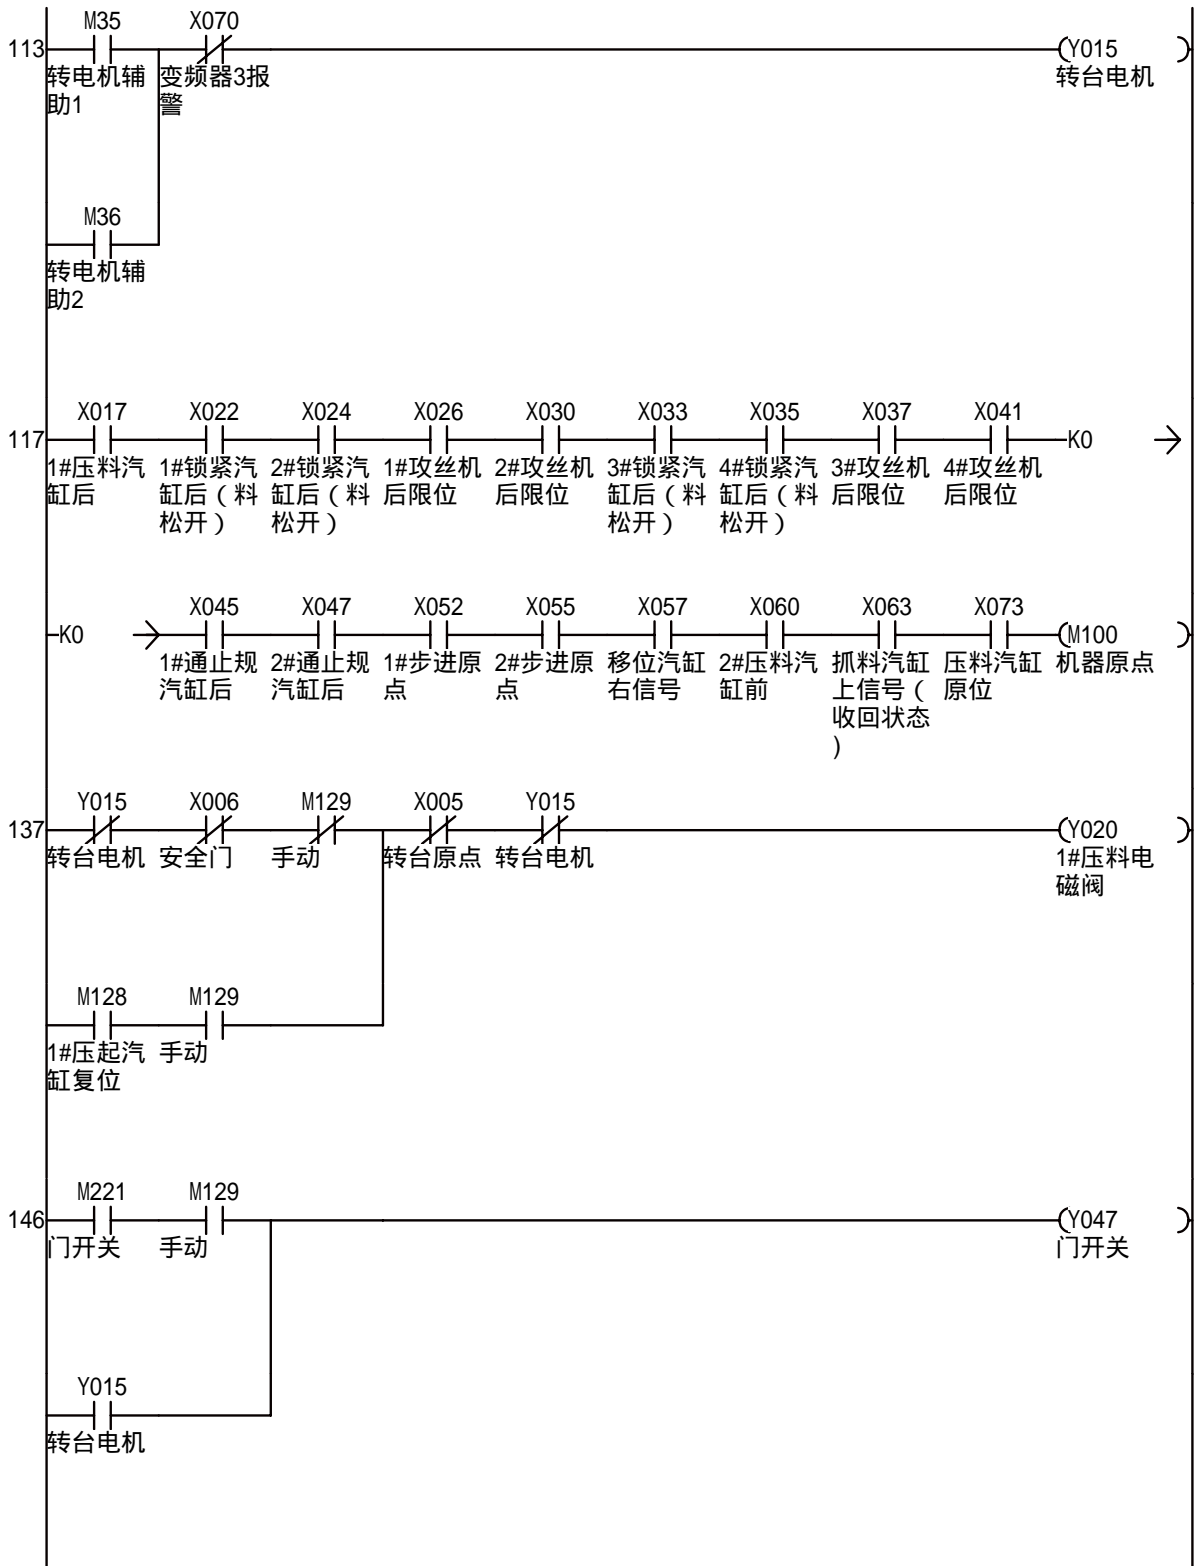 M35 X070
113 (Y015 )
转电机辅 变频器3报 转台电机
助1 警
M36
转电机辅
助2
X017 X022 X024 X026 X030 X033 X035 X037 X041
117 K0
1#压料汽 1#锁紧汽 2#锁紧汽 1#攻丝机 2#攻丝机 3#锁紧汽 4#锁紧汽 3#攻丝机 4#攻丝机
缸后 缸后（料 缸后（料 后限位 后限位 缸后（料 缸后（料 后限位 后限位
松开） 松开） 松开） 松开）
X045 X047 X052 X055 X057 X060 X063 X073
K0 (M100 )
1#通止规 2#通止规 1#步进原 2#步进原 移位汽缸 2#压料汽 抓料汽缸 压料汽缸 机器原点
汽缸后 汽缸后 点 点 右信号 缸前 上信号（ 原位
收回状态
）
Y015 X006 M129 X005 Y015
137 (Y020 )
转台电机 安全门 手动 转台原点 转台电机 1#压料电
磁阀
M128 M129
1#压起汽 手动
缸复位
M221 M129
146 (Y047 )
门开关 手动 门开关
Y015
转台电机